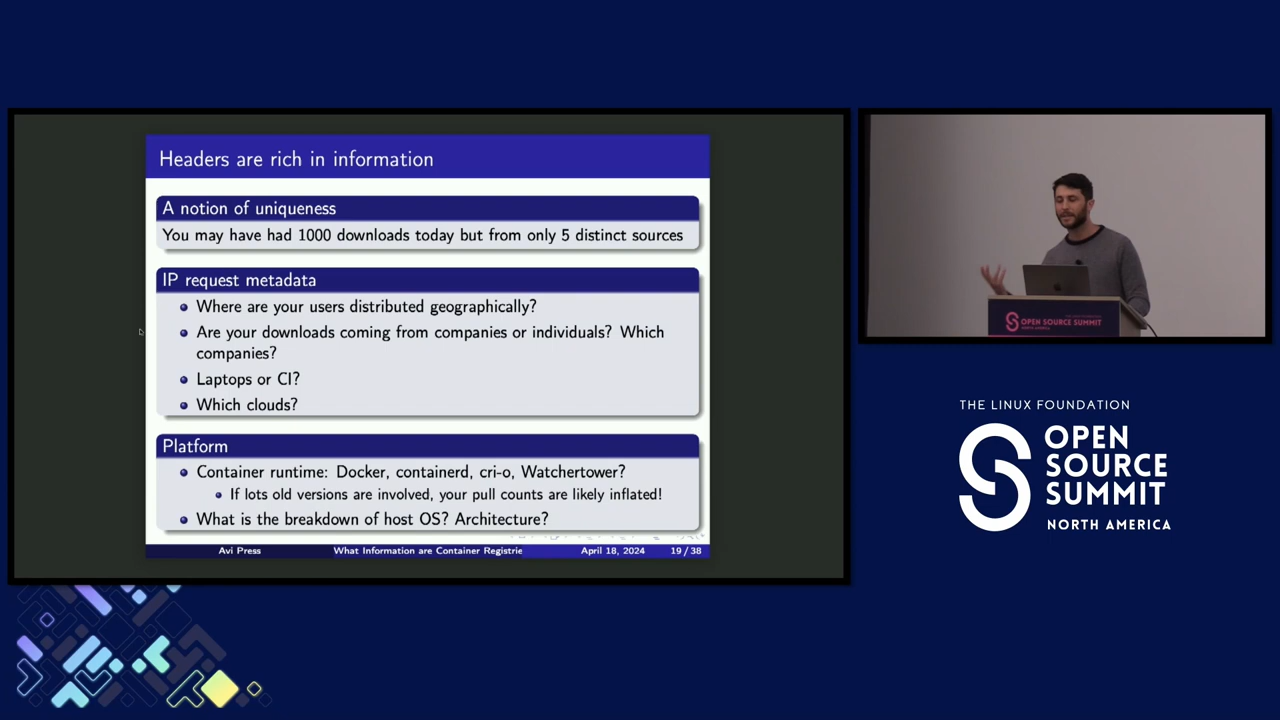 Headers are rich in information
A notion of uniqueness
You may have had 1000 downloads today but from only 5 distinct sources
IP request metadata
Where are your users distributed geographically?
Are your downloads coming from companies or individuals? Which
companies?
Laptops or CI?
Which clouds?
Platform
Container runtime: Docker, containerd, cri-o, Watchertower?
If lots old versions are involved, your pull counts are likely inflated!
What is the breakdown of host OS? Architecture?
Avi Press
What Information are Container Registrie
April 18, 2024
19 / 38
OPEN SOURCE SUMMIT
THE LINUX FOUNDATION
OPEN
SOURCE
SUMMIT
NORTH AMERICA